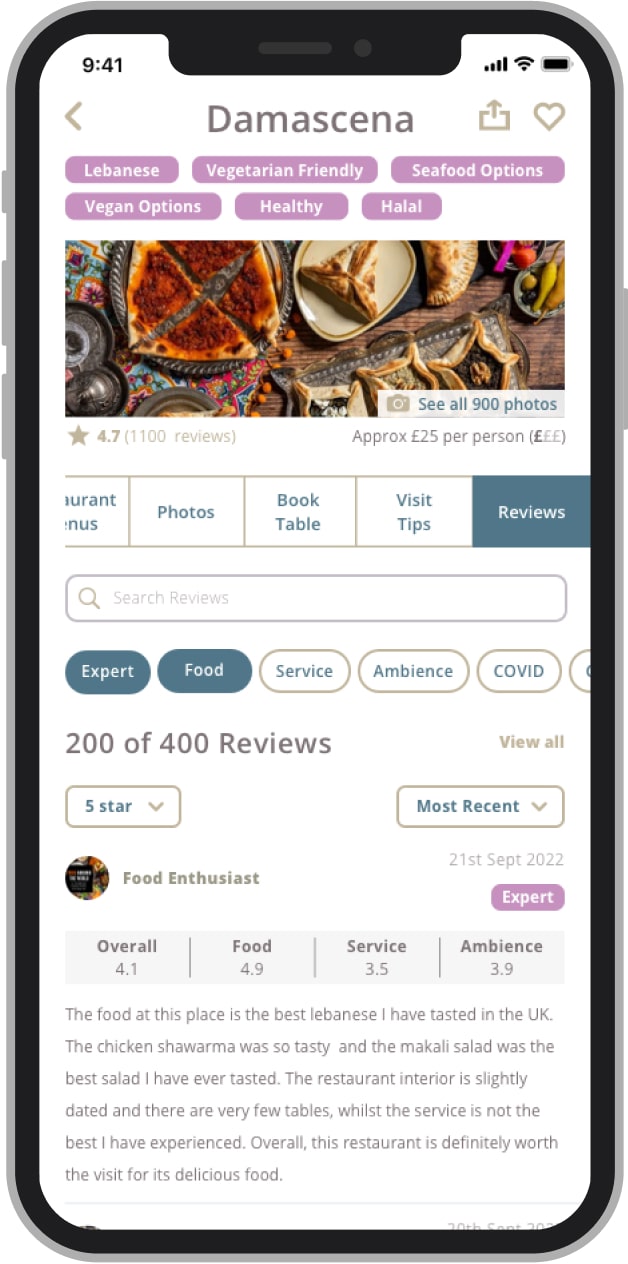 9:41
Damascena
Lebanese Vegetarian Friendly Seafood Options
Vegan Options Healthy Halal
See all 900 photos
4.7 (1100 reviews) Approx £25 per person (£££)
aurant
enus
Photos
Book
Table
Visit
Tips
Reviews
Search Reviews
Expert Food Service Ambience COVID
200 of 400 Reviews View all
5 star Most Recent
21st Sept 2022
Food Enthusiast
Expert
Overall Food Service Ambience
4.1 4.9 3.5 3.9
The food at this place is the best lebanese I have tasted in the UK.
The chicken shawarma was so tasty and the makali salad was the
best salad I have ever tasted. The restaurant interior is slightly
dated and there are very few tables, whilst the service is not the
best I have experienced. Overall, this restaurant is definitely worth
the visit for its delicious food.
20th Sept 202